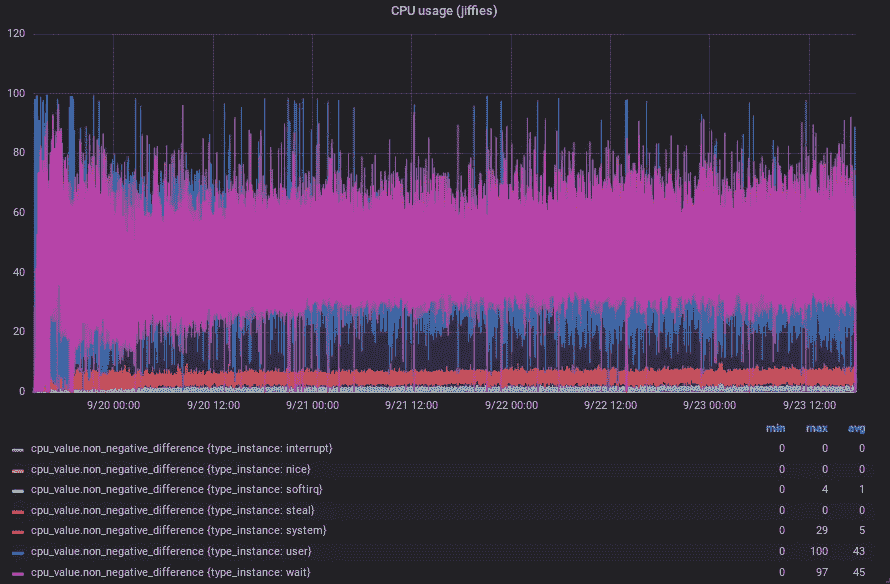 CPU usage (jiffies)
120
100
80
60
40
20
0
9/20 00:00 9/20 12:00 9/21 00:00 9/21 12:00 9/22 00:00 9/22 12:00 9/23 00:00 9/23 12:00
min max avg
cpu_value.non_negative_difference {type_instance: interrupt} 0 0 0
cpu_value.non_negative_difference {type_instance: nice} 0 0 0
cpu_value.non_negative_difference {type_instance: softirq} 0 4 1
cpu_value.non_negative_difference {type_instance: steal} 0 0 0
cpu_value.non_negative_difference {type_instance: system} 0 29 5
cpu_value.non_negative_difference {type_instance: user} 0 100 43
cpu_value.non_negative_difference {type_instance: wait} 0 97 45